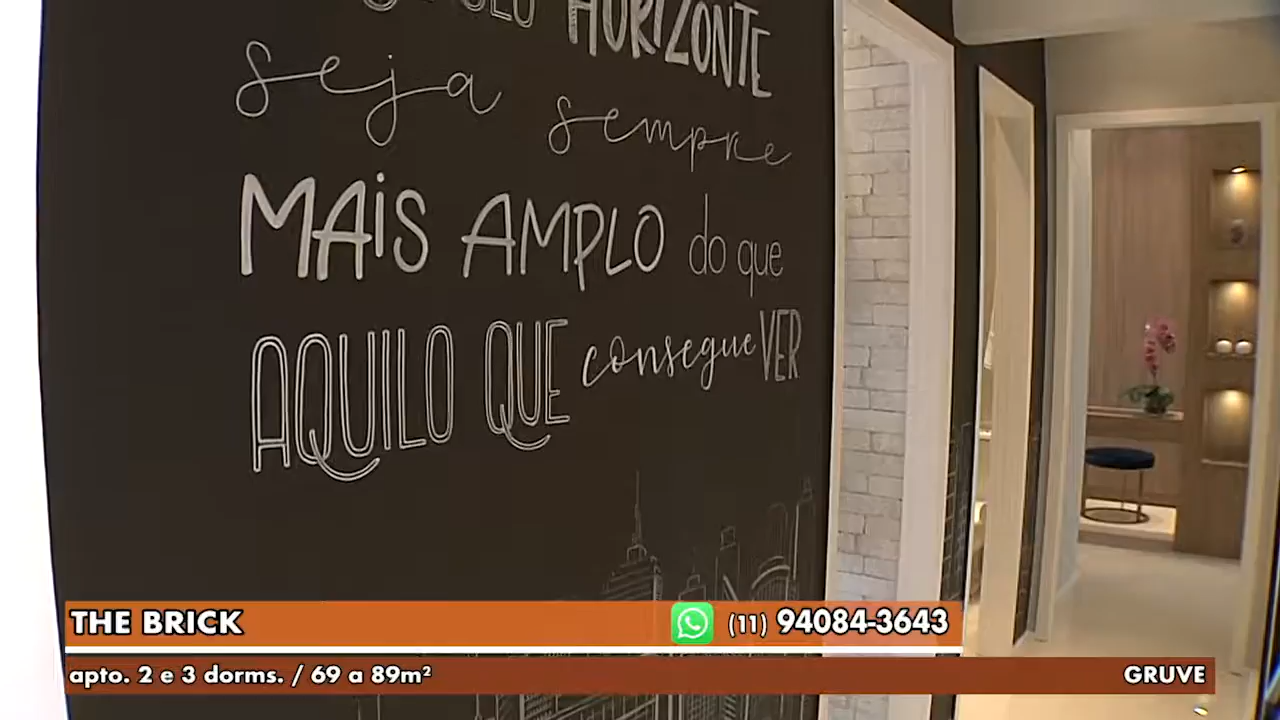 SEU HORIZONTE
seja sempre
MAiS AMPLO do que
AQUILO QUE consegue VER
THE BRICK (11) 94084-3643
apto. 2 e 3 dorms. / 69 a 89m² GRUVE